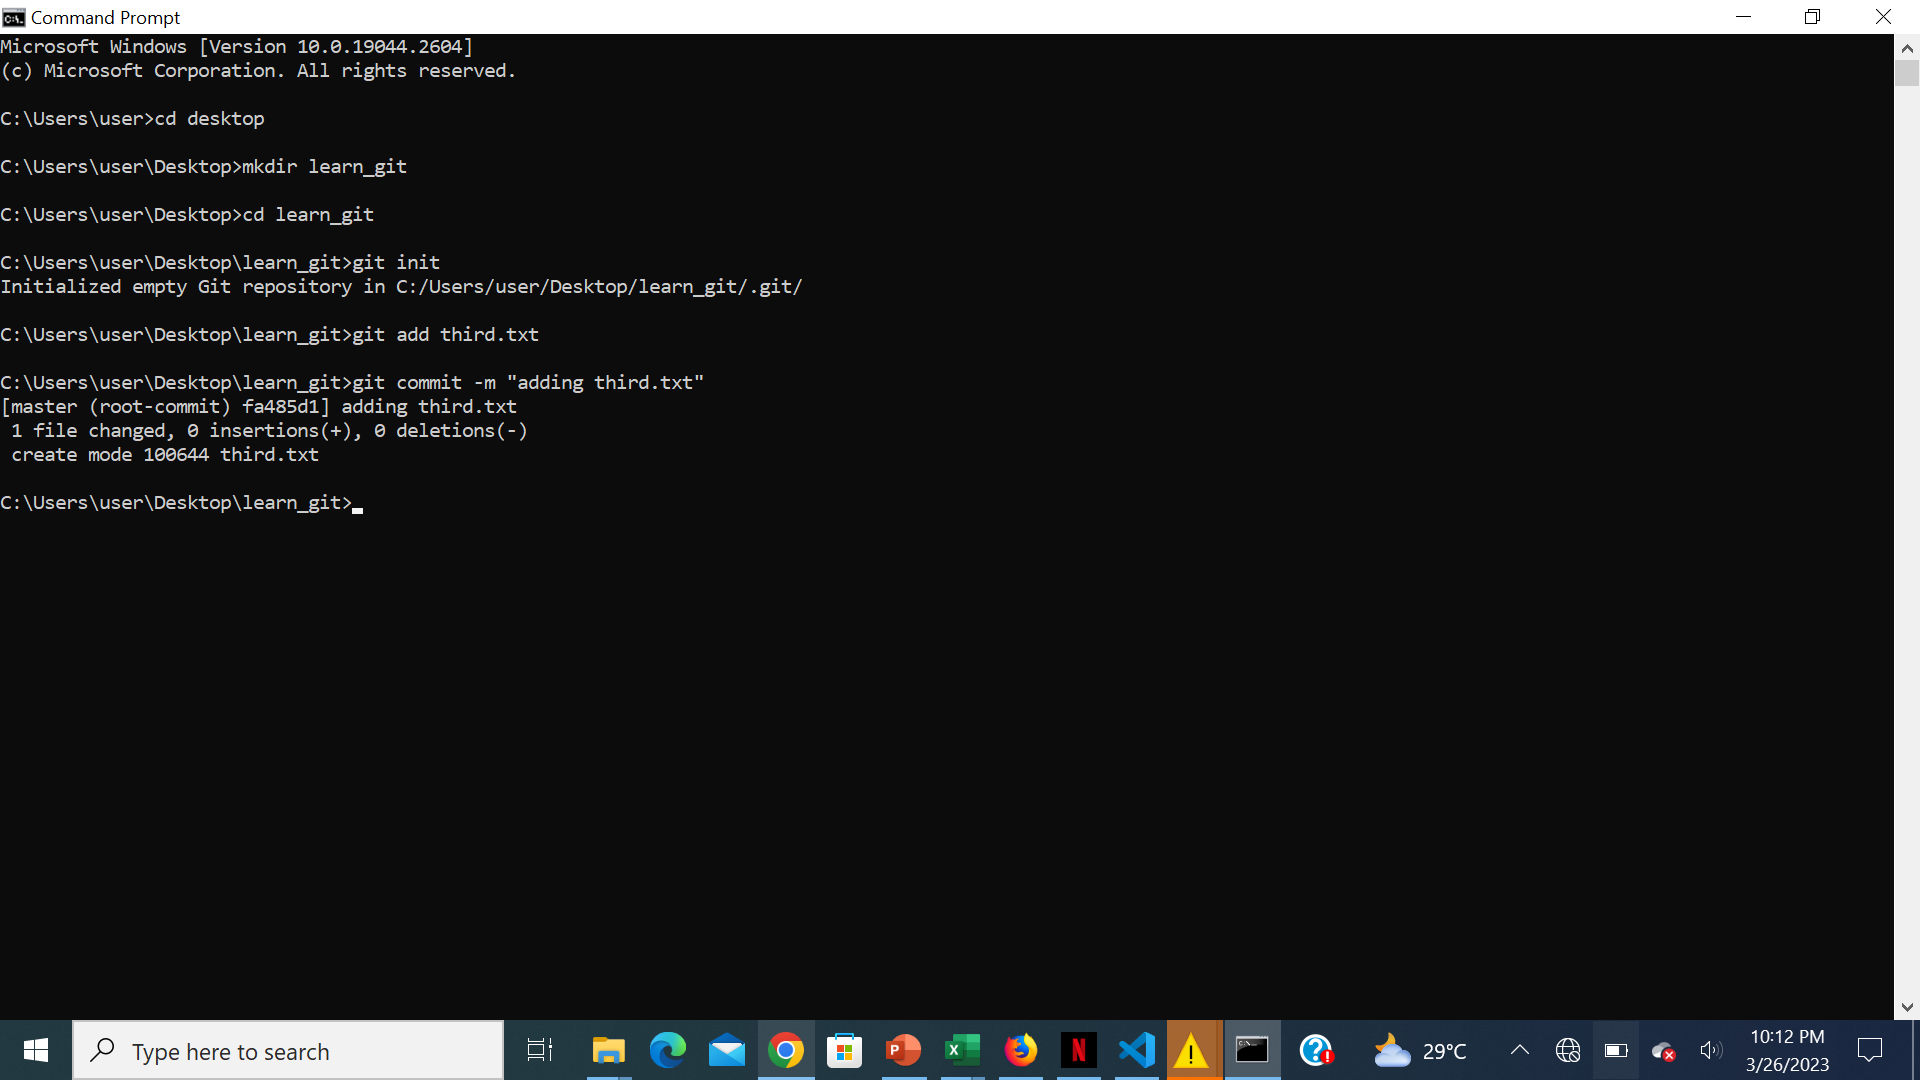 Command Prompt
Microsoft Windows [Version 10.0.19044.2604]
(c) Microsoft Corporation. All rights reserved.
C:\Users\user>cd desktop
C:\Users\user\Desktop>mkdir learn_git
C:\Users\user\Desktop>cd learn_git
C:\Users\user\Desktop\learn_git>git init
Initialized empty Git repository in C:/Users/user/Desktop/learn_git/.git/
C:\Users\user\Desktop\learn_git>git add third.txt
C:\Users\user\Desktop\learn_git>git commit -m "adding third.txt"
[master (root-commit) fa485d1] adding third.txt
 1 file changed, 0 insertions(+), 0 deletions(-)
 create mode 100644 third.txt
C:\Users\user\Desktop\learn_git>
Type here to search
29°C
10:12 PM
3/26/2023